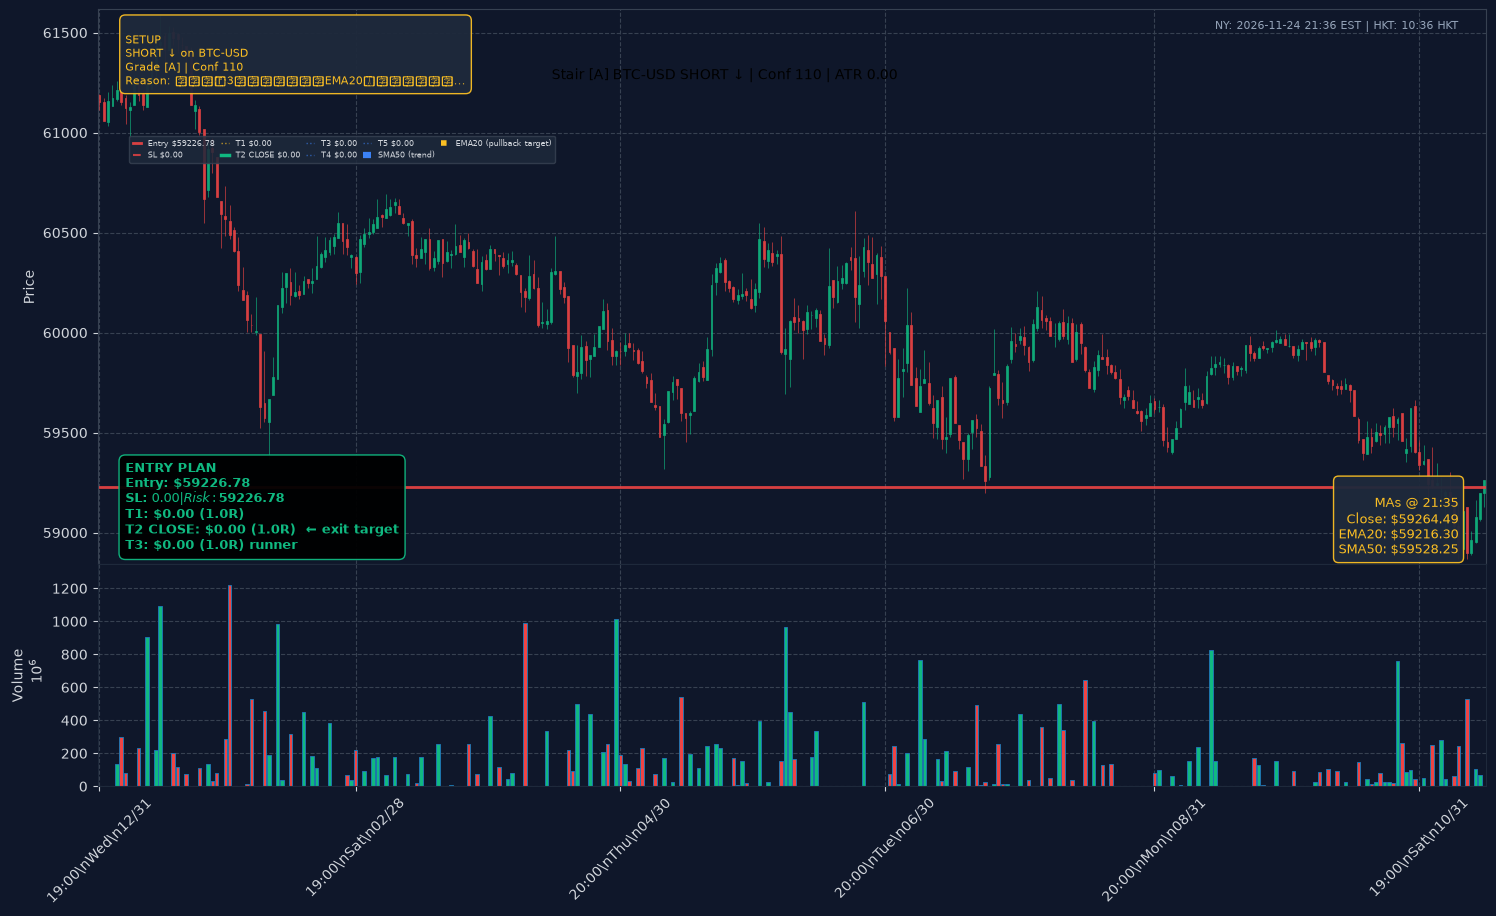 NY: 2026-11-24 21:36 EST | HKT: 10:36 HKT
SETUP
SHORT ↓ on BTC-USD
Grade [A] | Conf 110
Reason: T3EMA20...
Stair [A] BTC-USD SHORT ↓ | Conf 110 | ATR 0.00
Entry $59226.78
SL $0.00
T1 $0.00
T2 CLOSE $0.00
T3 $0.00
T4 $0.00
T5 $0.00
SMA50 (trend)
EMA20 (pullback target)
Price
61500
61000
60500
60000
59500
59000
ENTRY PLAN
Entry: $59226.78
SL: 0.00|Risk:59226.78
T1: $0.00 (1.0R)
T2 CLOSE: $0.00 (1.0R) ← exit target
T3: $0.00 (1.0R) runner
MAs @ 21:35
Close: $59264.49
EMA20: $59216.30
SMA50: $59528.25
Volume
10⁶
1200
1000
800
600
400
200
0
19:00\nWed\n12/31
19:00\nSat\n02/28
20:00\nThu\n04/30
20:00\nTue\n06/30
20:00\nMon\n08/31
19:00\nSat\n10/31